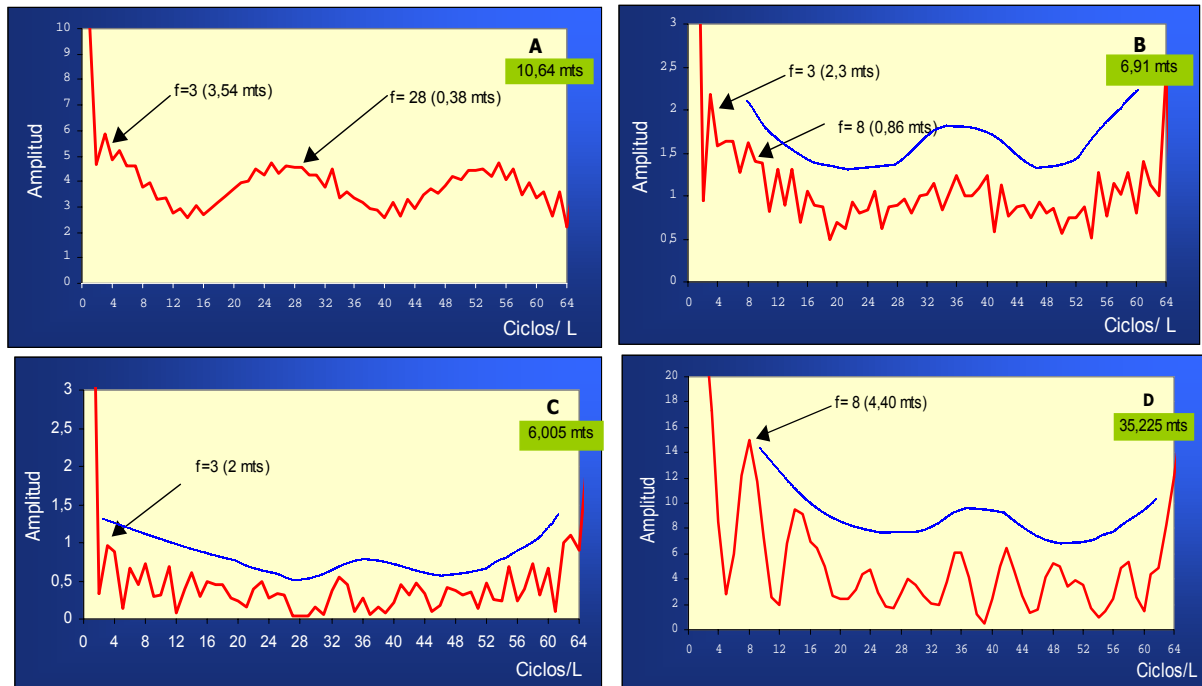 A
10,64 mts
f=3 (3,54 mts)
f= 28 (0,38 mts)
Amplitud
10
9
8
7
6
5
4
3
2
1
0
0 4 8 12 16 20 24 28 32 36 40 44 48 52 56 60 64
Ciclos/ L
B
6,91 mts
f= 3 (2,3 mts)
f= 8 (0,86 mts)
Amplitud
3
2,5
2
1,5
1
0,5
0
0 4 8 12 16 20 24 28 32 36 40 44 48 52 56 60 64
Ciclos/ L
C
6,005 mts
f=3 (2 mts)
Amplitud
3
2,5
2
1,5
1
0,5
0
0 4 8 12 16 20 24 28 32 36 40 44 48 52 56 60 64
Ciclos/L
D
35,225 mts
f= 8 (4,40 mts)
Amplitud
20
18
16
14
12
10
8
6
4
2
0
0 4 8 12 16 20 24 28 32 36 40 44 48 52 56 60 64
Ciclos/L